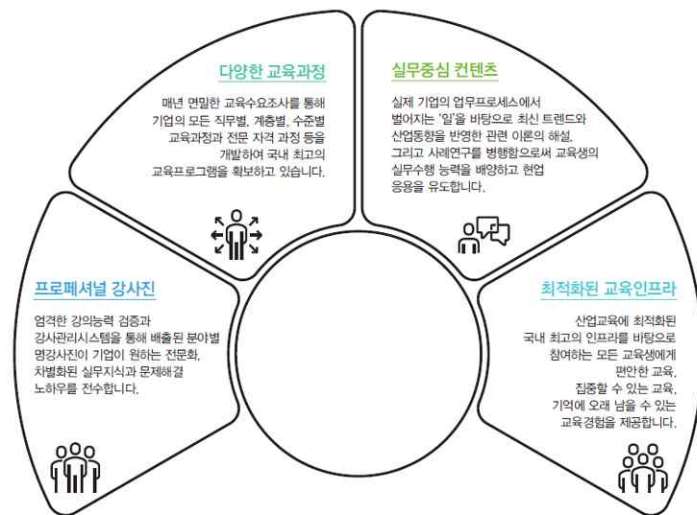 다양한 교육과정
매년 면밀한 교육수요조사를 통해
기업의 모든 직무별, 계층별, 수준별
교육과정과 전문 자격 과정 등을
개발하여 국내 최고의
교육프로그램을 확보하고 있습니다.
실무중심 컨텐츠
실제 기업의 업무프로세스에서
벌어지는 '일'을 바탕으로 최신 트렌드와
산업동향을 반영한 관련 이론의 해설,
그리고 사례연구를 병행함으로써 교육생의
실무수행 능력을 배양하고 현업
응용을 유도합니다.
프로페셔널 강사진
엄격한 강의능력 검증과
강사관리시스템을 통해 배출된 분야별
명강사진이 기업이 원하는 전문화,
차별화된 실무지식과 문제해결
노하우를 전수합니다.
최적화된 교육인프라
산업교육에 최적화된
국내 최고의 인프라를 바탕으로
참여하는 모든 교육생에게
편안한 교육,
집중할 수 있는 교육,
기억에 오래 남을 수 있는
교육경험을 제공합니다.